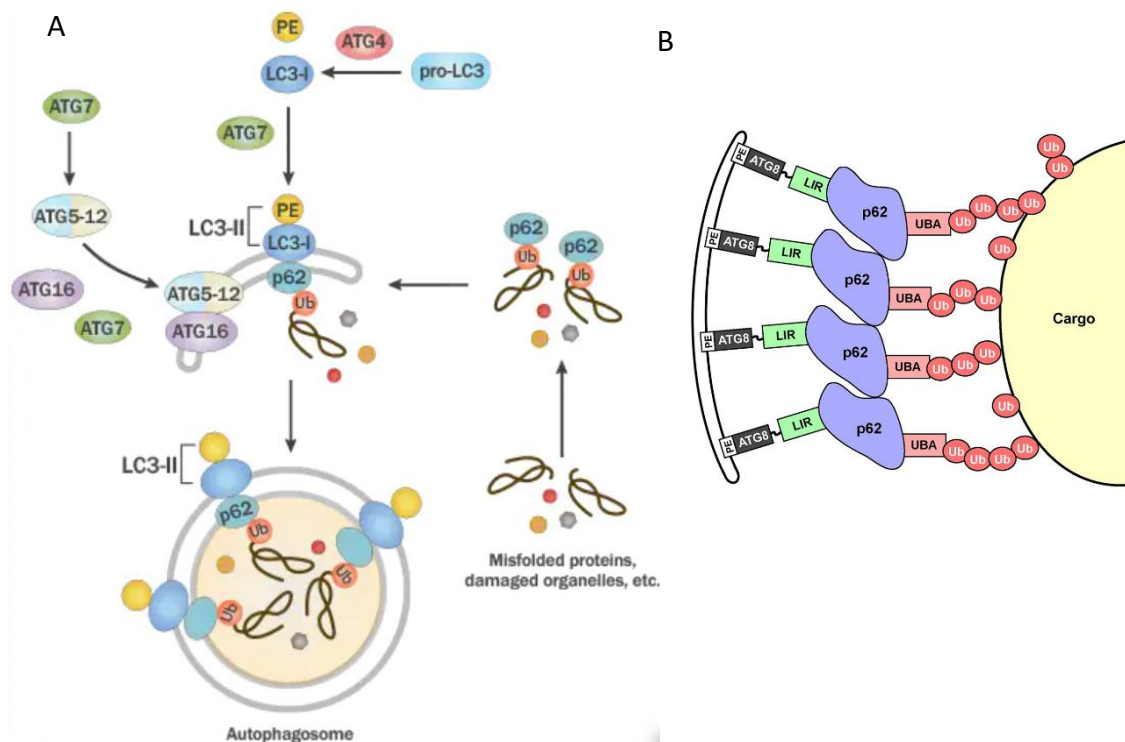 A
PE
ATG4
LC3-I
pro-LC3
ATG7
ATG7
ATG5-12
LC3-II
PE
LC3-I
p62
Ub
ATG16
ATG7
ATG5-12
ATG16
p62
Ub
p62
Ub
LC3-II
p62
Ub
Ub
Ub
Misfolded proteins,
damaged organelles, etc.
Autophagosome
B
PE
ATG8
LIR
p62
UBA
Ub
Ub
Ub
Ub
Ub
Ub
Ub
PE
ATG8
LIR
p62
UBA
Ub
Ub
Ub
PE
ATG8
LIR
p62
UBA
Ub
Ub
Ub
Ub
PE
ATG8
LIR
p62
UBA
Ub
Ub
Ub
Ub
Cargo